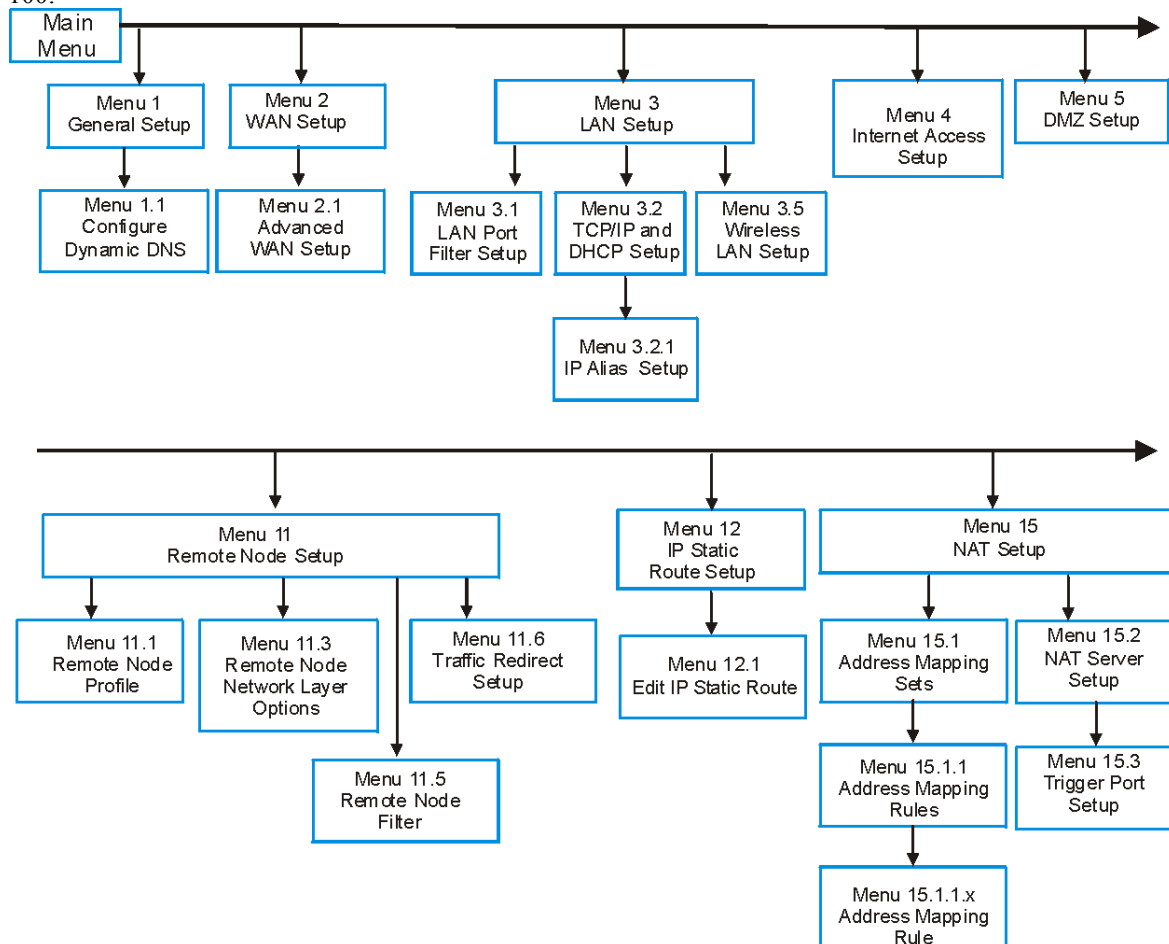 100.
Main
Menu
Menu 1
General Setup
Menu 2
WAN Setup
Menu 3
LAN Setup
Menu 4
Internet Access
Setup
Menu 5
DMZ Setup
Menu 1.1
Configure
Dynamic DNS
Menu 2.1
Advanced
WAN Setup
Menu 3.1
LAN Port
Filter Setup
Menu 3.2
TCP/IP and
DHCP Setup
Menu 3.5
Wireless
LAN Setup
Menu 3.2.1
IP Alias Setup
Menu 11
Remote Node Setup
Menu 12
IP Static
Route Setup
Menu 15
NAT Setup
Menu 11.1
Remote Node
Profile
Menu 11.3
Remote Node
Network Layer
Options
Menu 11.6
Traffic Redirect
Setup
Menu 12.1
Edit IP Static Route
Menu 15.1
Address Mapping
Sets
Menu 15.2
NAT Server
Setup
Menu 11.5
Remote Node
Filter
Menu 15.1.1
Address Mapping
Rules
Menu 15.3
Trigger Port
Setup
Menu 15.1.1.x
Address Mapping
Rule